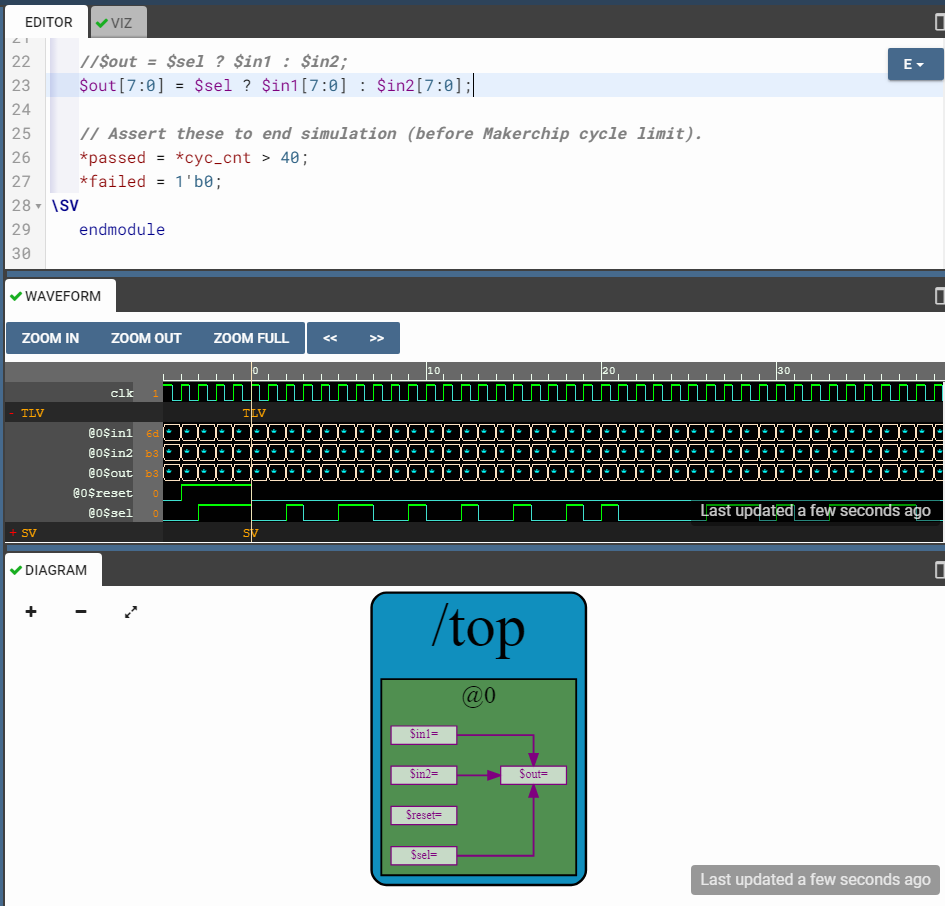 EDITOR
VIZ
21
22 //$out = $sel ? $in1 : $in2;
23 $out[7:0] = $sel ? $in1[7:0] : $in2[7:0];
E
24
25 // Assert these to end simulation (before Makerchip cycle limit).
26 *passed = *cyc_cnt > 40;
27 *failed = 1'b0;
28 \SV
29 endmodule
30
WAVEFORM
ZOOM IN ZOOM OUT ZOOM FULL << >>
0 10 20 30
clk 1
- TLV TLV
@0$in1 6d
@0$in2 b3
@0$out b3
@0$reset 0
@0$sel 0
Last updated a few seconds ago
+ SV SV
DIAGRAM
+ −
/top
@0
$in1=
$in2= $out=
$reset=
$sel=
Last updated a few seconds ago